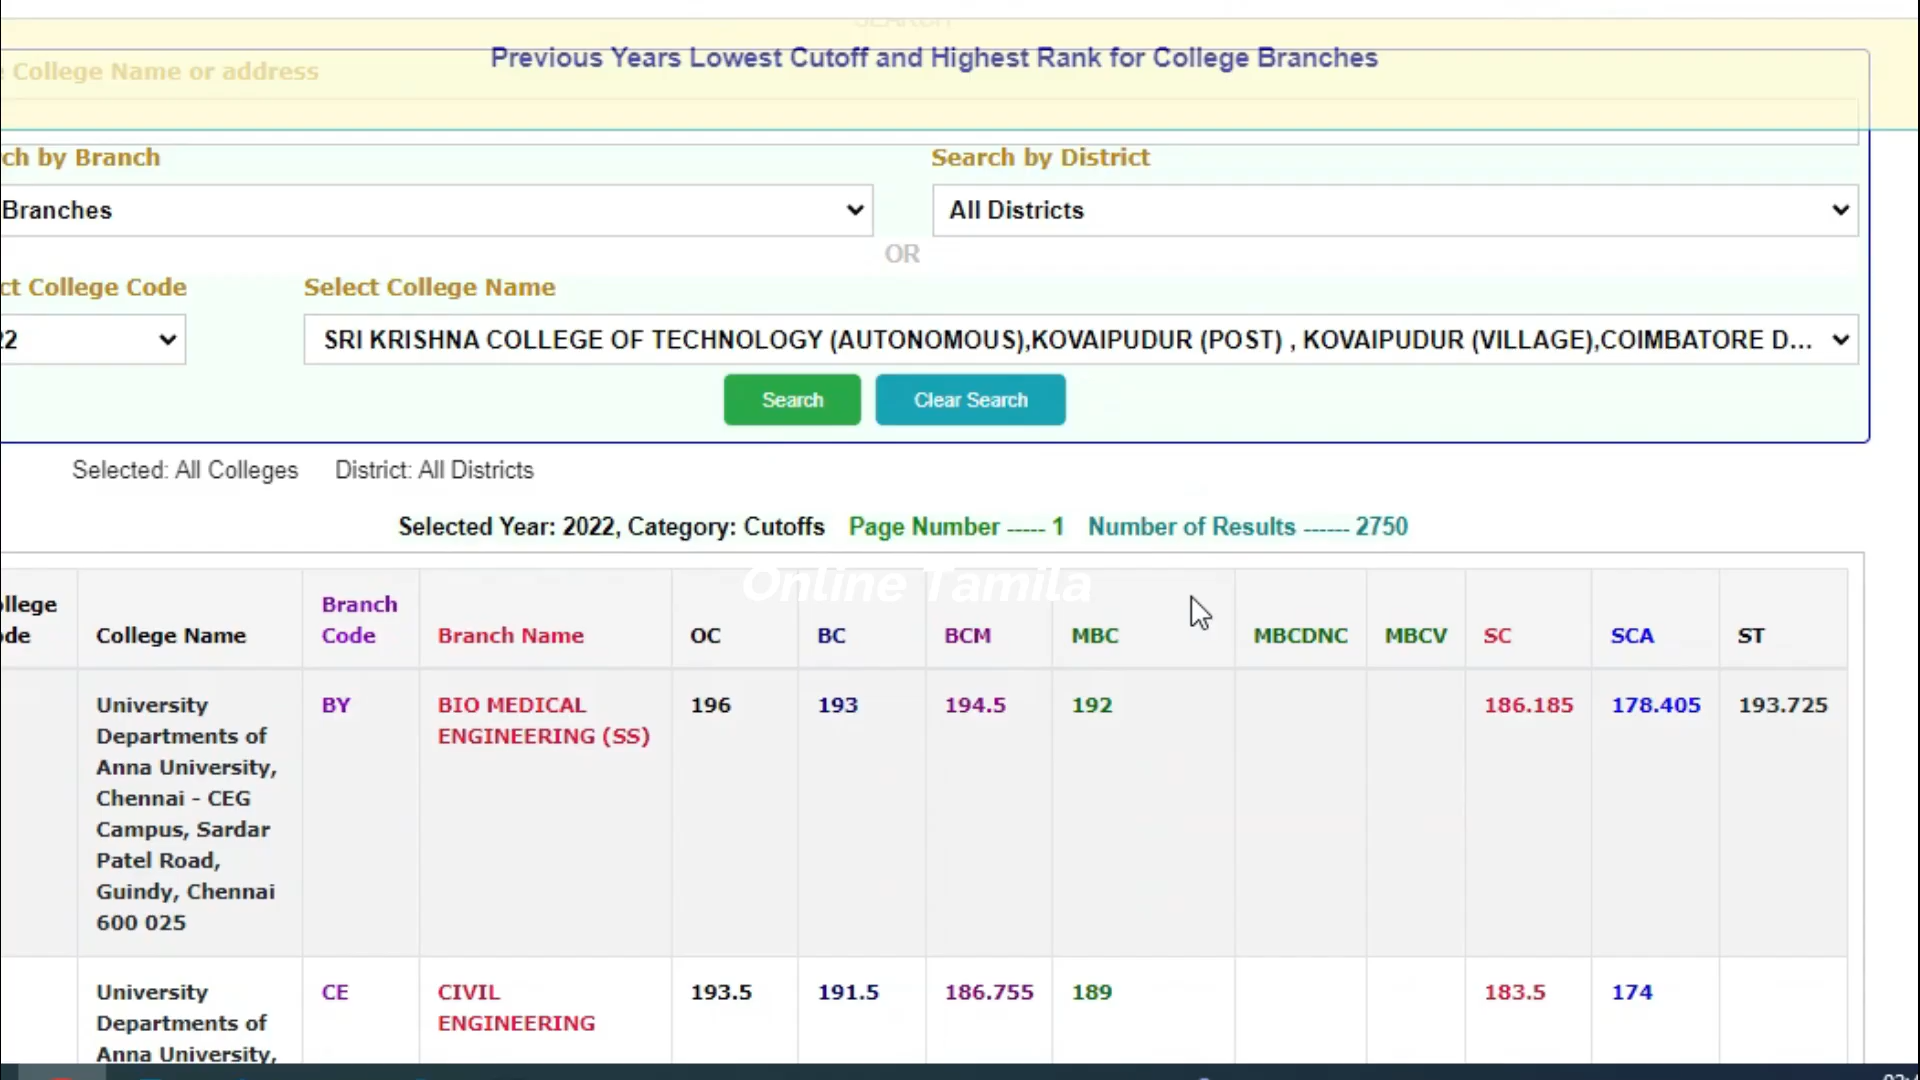 SEARCH
Previous Years Lowest Cutoff and Highest Rank for College Branches
College Name or address
ch by Branch
Search by District
Branches
All Districts
OR
ct College Code
Select College Name
22
SRI KRISHNA COLLEGE OF TECHNOLOGY (AUTONOMOUS),KOVAIPUDUR (POST) , KOVAIPUDUR (VILLAGE),COIMBATORE D...
Search
Clear Search
Selected: All Colleges District: All Districts
Selected Year: 2022, Category: Cutoffs Page Number ----- 1 Number of Results ------ 2750
Online Tamila
ollege
ode
College Name
Branch
Code
Branch Name
OC
BC
BCM
MBC
MBCDNC
MBCV
SC
SCA
ST
University
Departments of
Anna University,
Chennai - CEG
Campus, Sardar
Patel Road,
Guindy, Chennai
600 025
BY
BIO MEDICAL
ENGINEERING (SS)
196
193
194.5
192
186.185
178.405
193.725
University
Departments of
Anna University,
CE
CIVIL
ENGINEERING
193.5
191.5
186.755
189
183.5
174